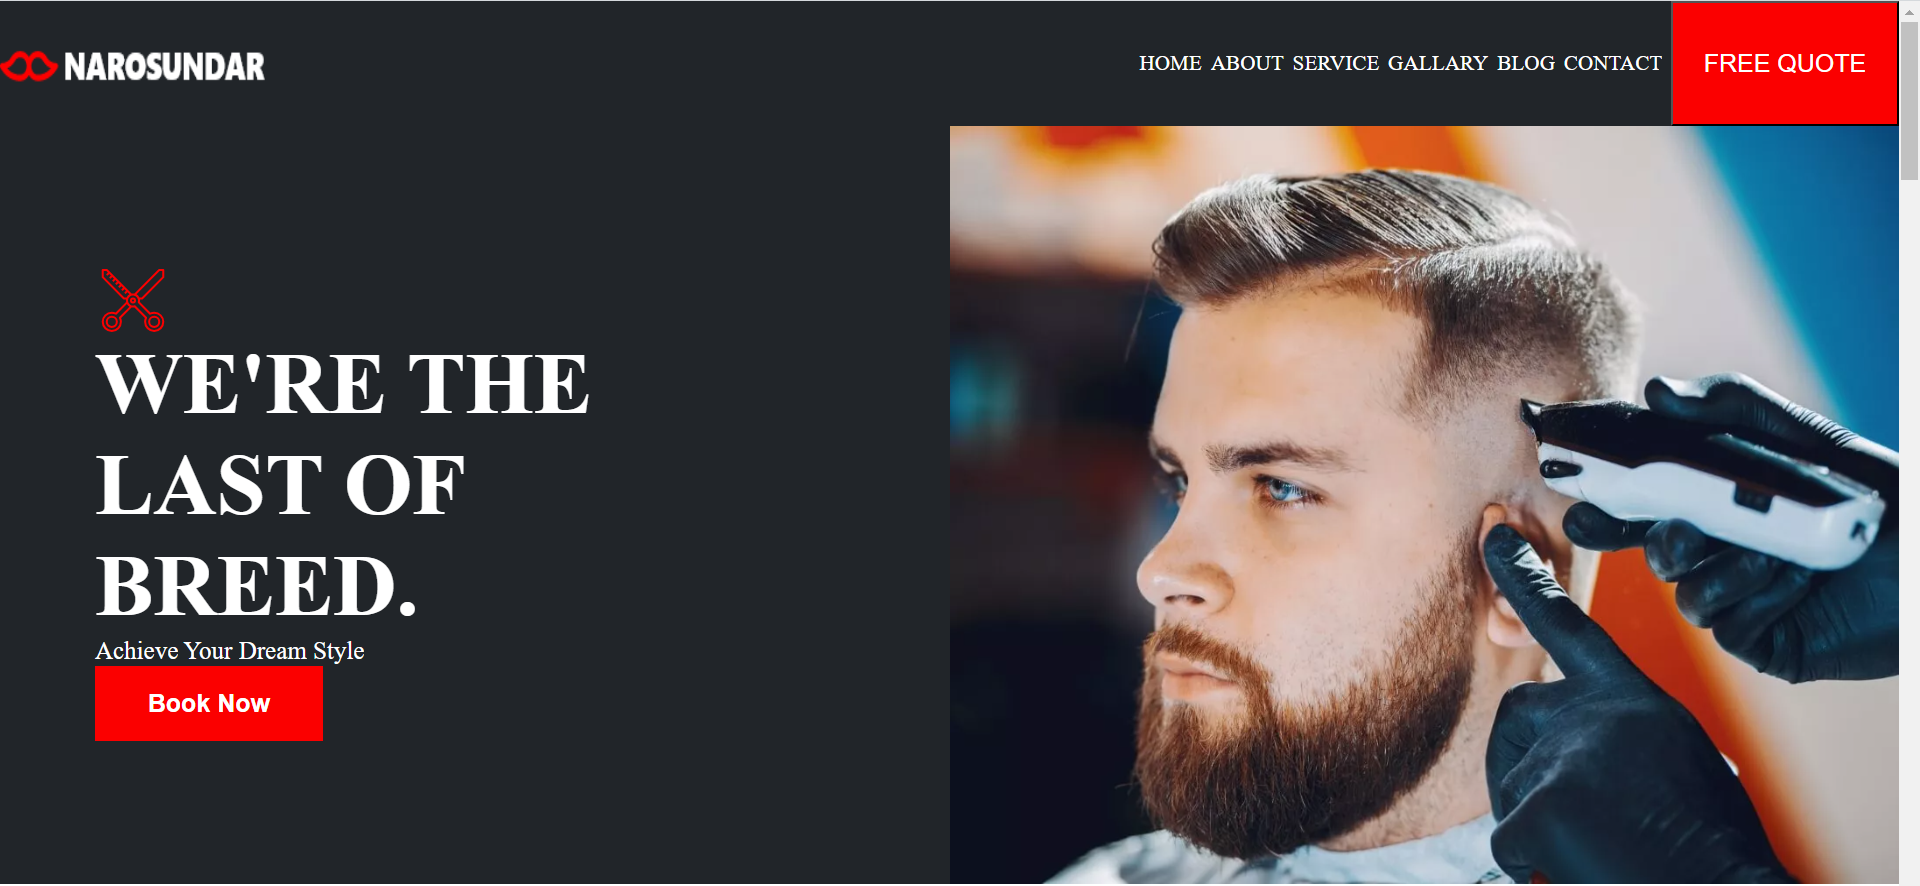 NAROSUNDAR
HOME ABOUT SERVICE GALLARY BLOG CONTACT
FREE QUOTE
WE'RE THE
LAST OF
BREED.
Achieve Your Dream Style
Book Now